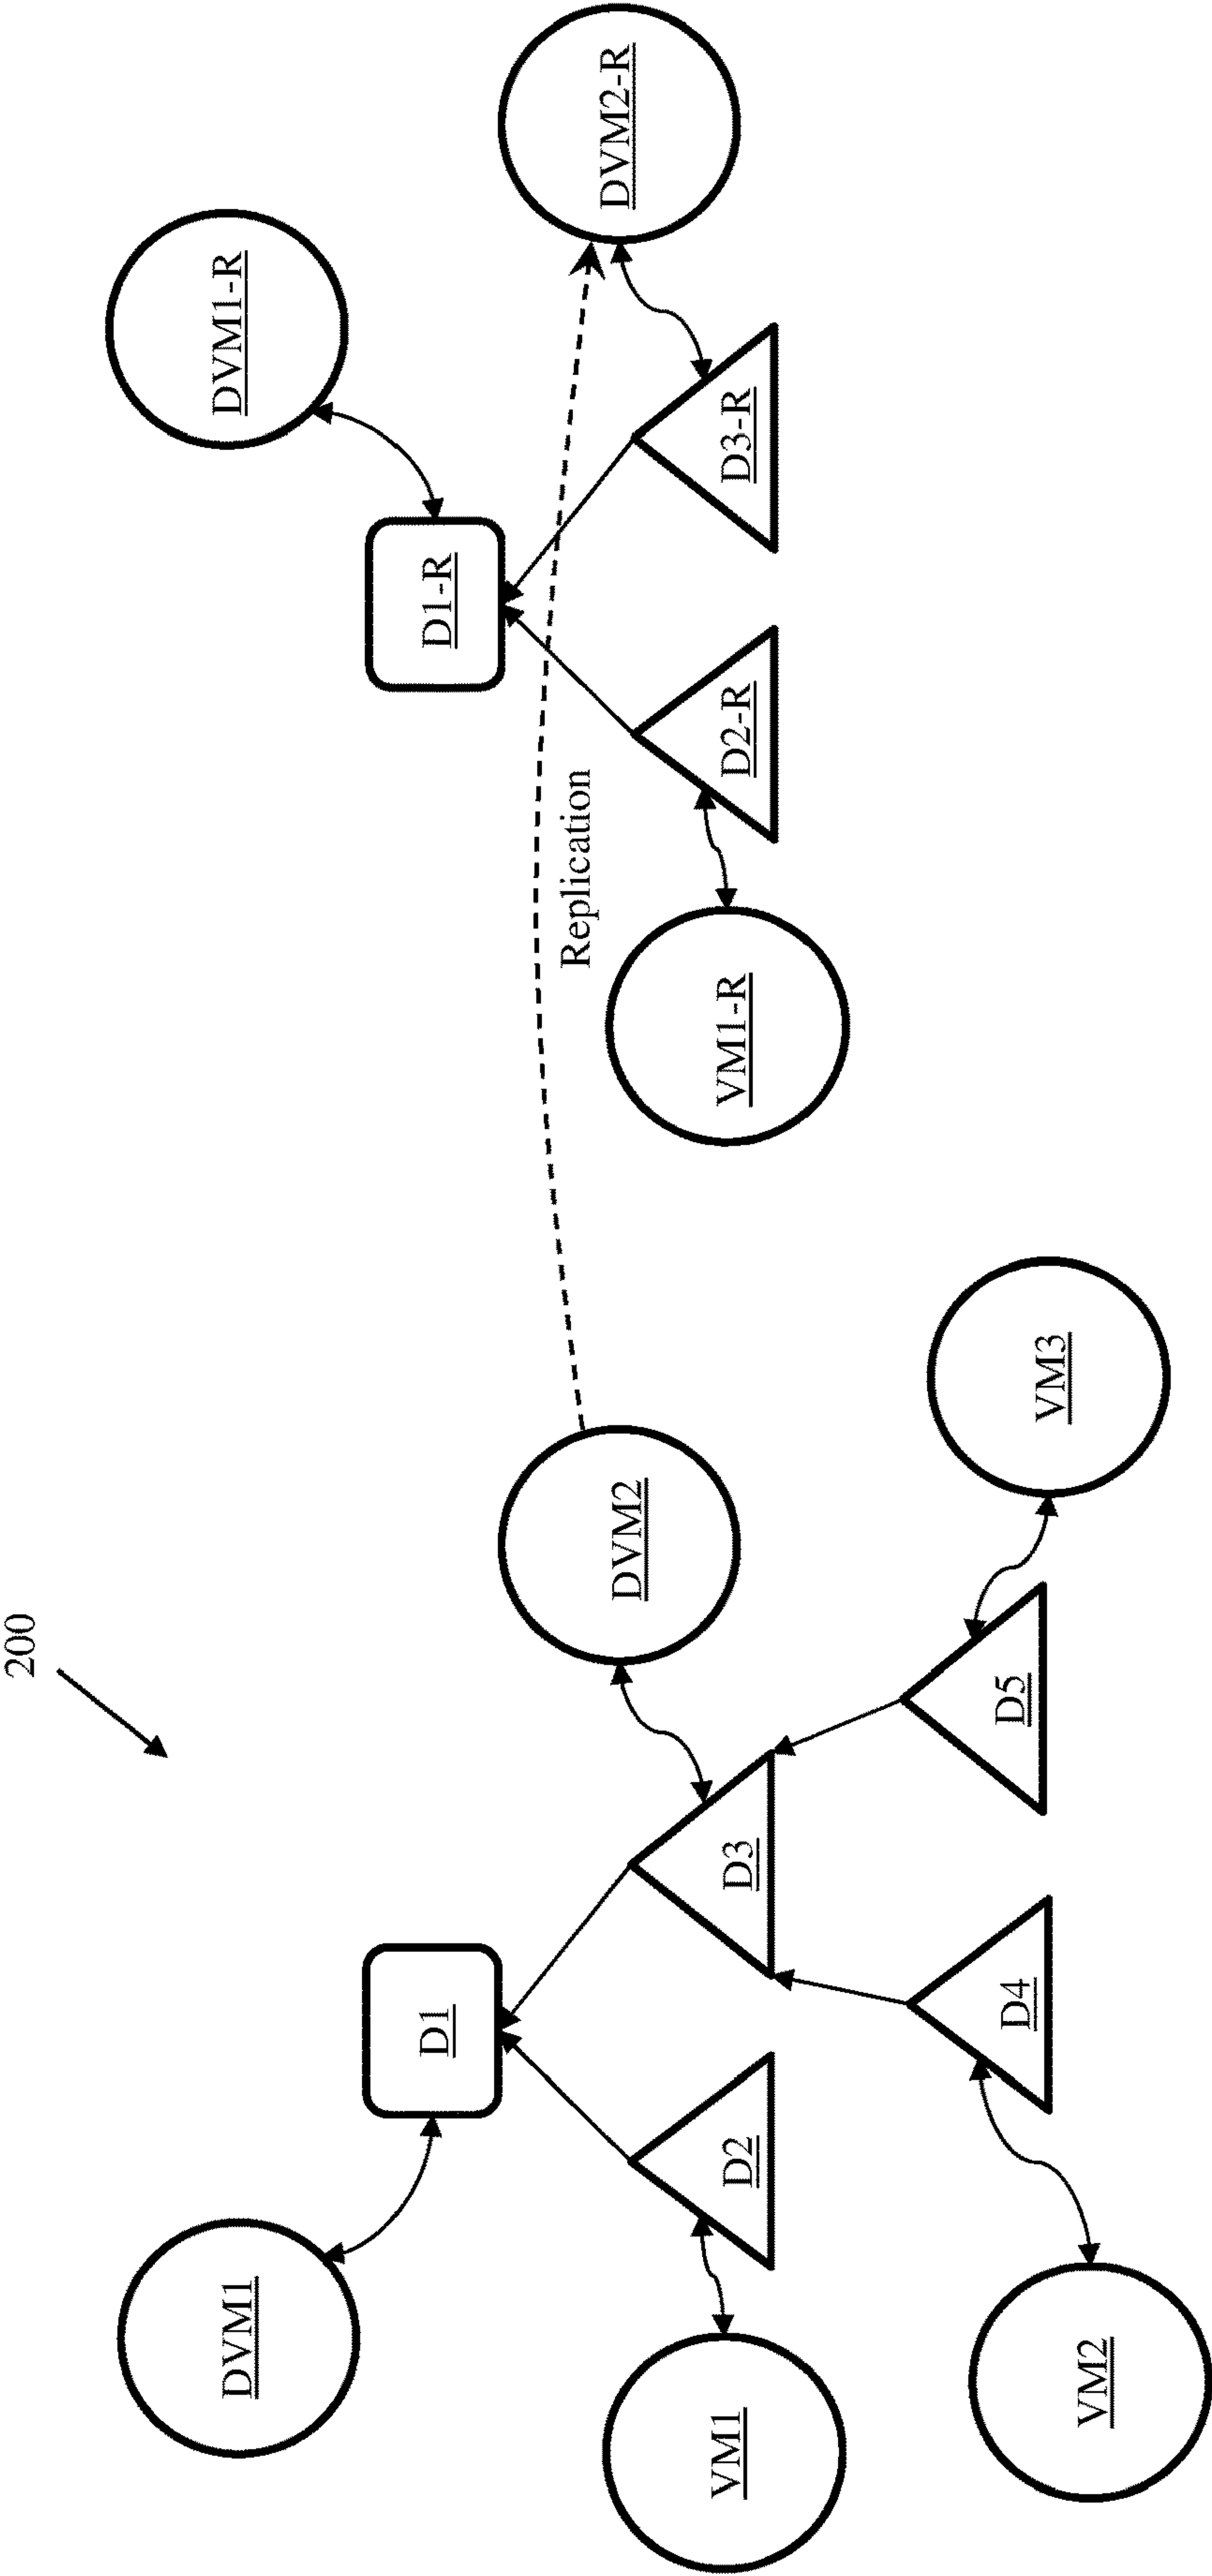 200
DVM1
D1
DVM2
VM1
D2
D3
VM2
D4
D5
VM3
Replication
DVM1-R
D1-R
DVM2-R
VM1-R
D2-R
D3-R